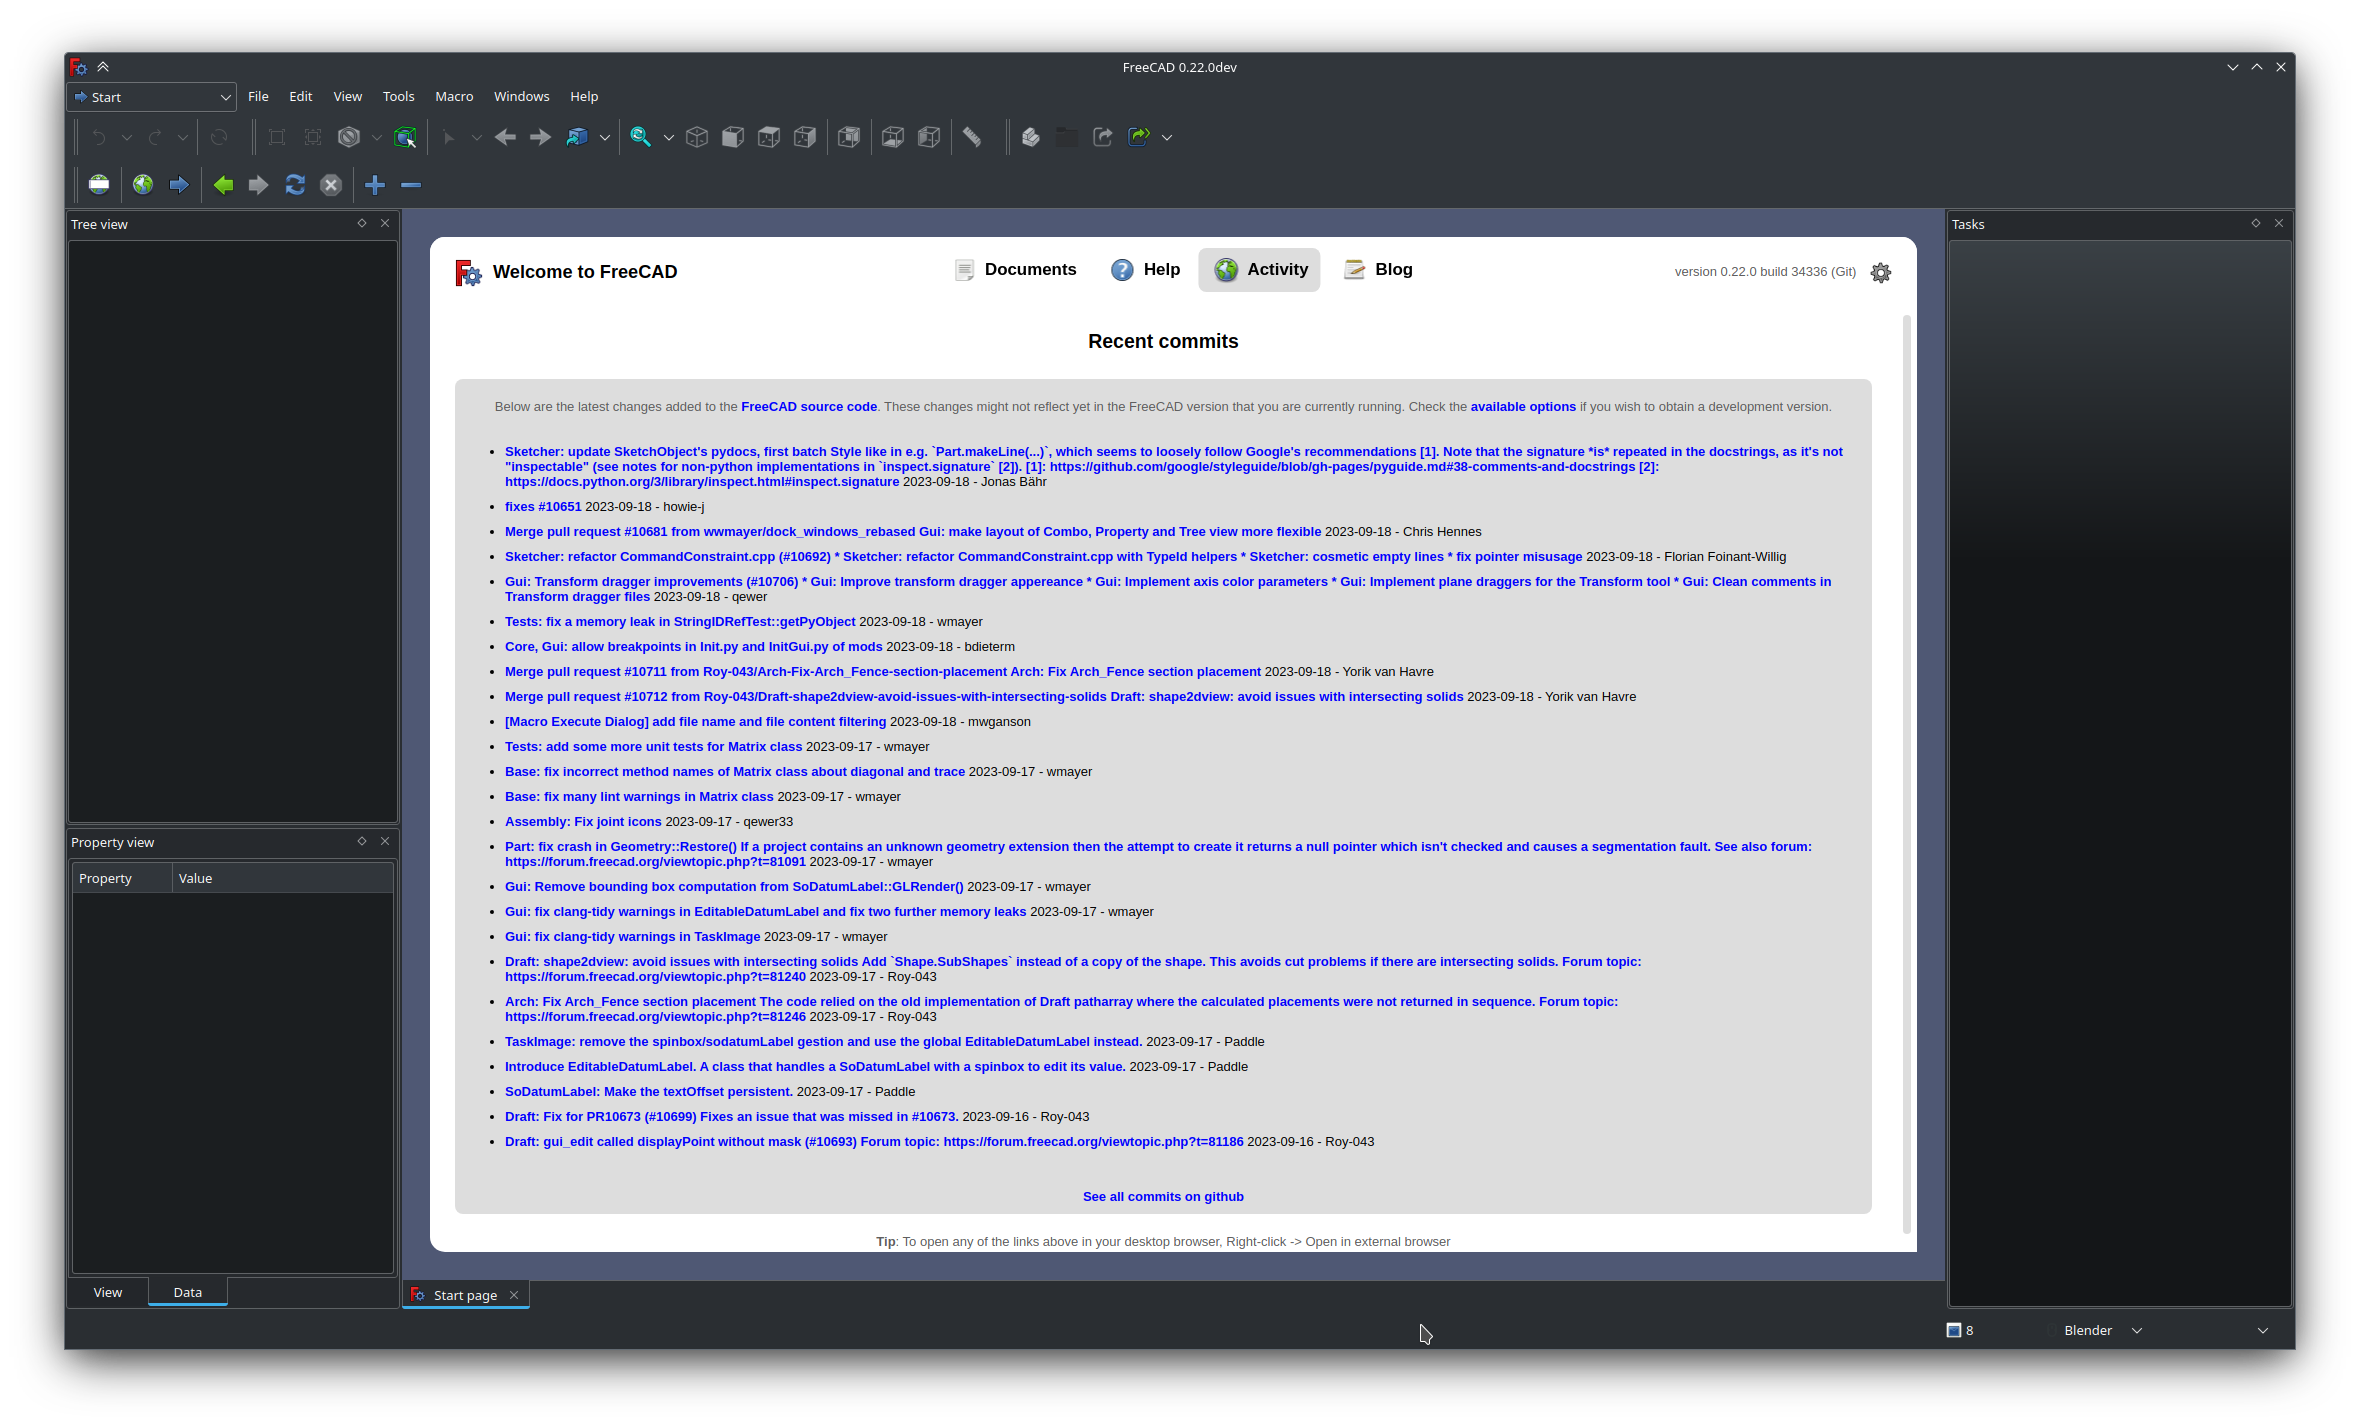 FreeCAD 0.22.0dev
Start File Edit View Tools Macro Windows Help
Tree view
Tasks
Welcome to FreeCAD
Documents Help Activity Blog
version 0.22.0 build 34336 (Git)
Recent commits
Below are the latest changes added to the FreeCAD source code. These changes might not reflect yet in the FreeCAD version that you are currently running. Check the available options if you wish to obtain a development version.
Sketcher: update SketchObject's pydocs, first batch Style like in e.g. `Part.makeLine(...)`, which seems to loosely follow Google's recommendations [1]. Note that the signature *is* repeated in the docstrings, as it's not
"inspectable" (see notes for non-python implementations in `inspect.signature` [2]). [1]: https://github.com/google/styleguide/blob/gh-pages/pyguide.md#38-comments-and-docstrings [2]:
https://docs.python.org/3/library/inspect.html#inspect.signature 2023-09-18 - Jonas Bähr
fixes #10651 2023-09-18 - howie-j
Merge pull request #10681 from wwmayer/dock_windows_rebased Gui: make layout of Combo, Property and Tree view more flexible 2023-09-18 - Chris Hennes
Sketcher: refactor CommandConstraint.cpp (#10692) * Sketcher: refactor CommandConstraint.cpp with TypeId helpers * Sketcher: cosmetic empty lines * fix pointer misusage 2023-09-18 - Florian Foinant-Willig
Gui: Transform dragger improvements (#10706) * Gui: Improve transform dragger appereance * Gui: Implement axis color parameters * Gui: Implement plane draggers for the Transform tool * Gui: Clean comments in
Transform dragger files 2023-09-18 - qewer
Tests: fix a memory leak in StringIDRefTest::getPyObject 2023-09-18 - wmayer
Core, Gui: allow breakpoints in Init.py and InitGui.py of mods 2023-09-18 - bdieterm
Merge pull request #10711 from Roy-043/Arch-Fix-Arch_Fence-section-placement Arch: Fix Arch_Fence section placement 2023-09-18 - Yorik van Havre
Merge pull request #10712 from Roy-043/Draft-shape2dview-avoid-issues-with-intersecting-solids Draft: shape2dview: avoid issues with intersecting solids 2023-09-18 - Yorik van Havre
[Macro Execute Dialog] add file name and file content filtering 2023-09-18 - mwganson
Tests: add some more unit tests for Matrix class 2023-09-17 - wmayer
Base: fix incorrect method names of Matrix class about diagonal and trace 2023-09-17 - wmayer
Base: fix many lint warnings in Matrix class 2023-09-17 - wmayer
Assembly: Fix joint icons 2023-09-17 - qewer33
Part: fix crash in Geometry::Restore() If a project contains an unknown geometry extension then the attempt to create it returns a null pointer which isn't checked and causes a segmentation fault. See also forum:
https://forum.freecad.org/viewtopic.php?t=81091 2023-09-17 - wmayer
Gui: Remove bounding box computation from SoDatumLabel::GLRender() 2023-09-17 - wmayer
Gui: fix clang-tidy warnings in EditableDatumLabel and fix two further memory leaks 2023-09-17 - wmayer
Gui: fix clang-tidy warnings in TaskImage 2023-09-17 - wmayer
Draft: shape2dview: avoid issues with intersecting solids Add `Shape.SubShapes` instead of a copy of the shape. This avoids cut problems if there are intersecting solids. Forum topic:
https://forum.freecad.org/viewtopic.php?t=81240 2023-09-17 - Roy-043
Arch: Fix Arch_Fence section placement The code relied on the old implementation of Draft patharray where the calculated placements were not returned in sequence. Forum topic:
https://forum.freecad.org/viewtopic.php?t=81246 2023-09-17 - Roy-043
TaskImage: remove the spinbox/sodatumLabel gestion and use the global EditableDatumLabel instead. 2023-09-17 - Paddle
Introduce EditableDatumLabel. A class that handles a SoDatumLabel with a spinbox to edit its value. 2023-09-17 - Paddle
SoDatumLabel: Make the textOffset persistent. 2023-09-17 - Paddle
Draft: Fix for PR10673 (#10699) Fixes an issue that was missed in #10673. 2023-09-16 - Roy-043
Draft: gui_edit called displayPoint without mask (#10693) Forum topic: https://forum.freecad.org/viewtopic.php?t=81186 2023-09-16 - Roy-043
See all commits on github
Tip: To open any of the links above in your desktop browser, Right-click -> Open in external browser
Property view
Property Value
View Data
Start page
8 Blender